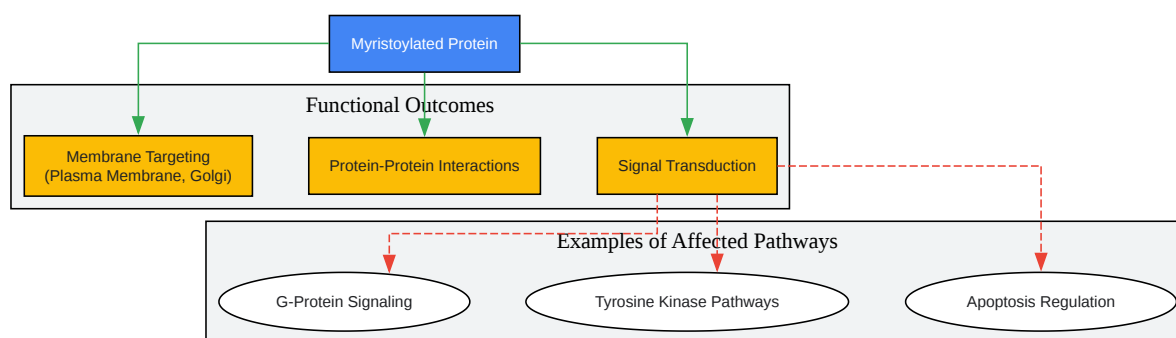 Myristoylated Protein
Functional Outcomes
Membrane Targeting
(Plasma Membrane, Golgi)
Protein-Protein Interactions
Signal Transduction
Examples of Affected Pathways
G-Protein Signaling
Tyrosine Kinase Pathways
Apoptosis Regulation